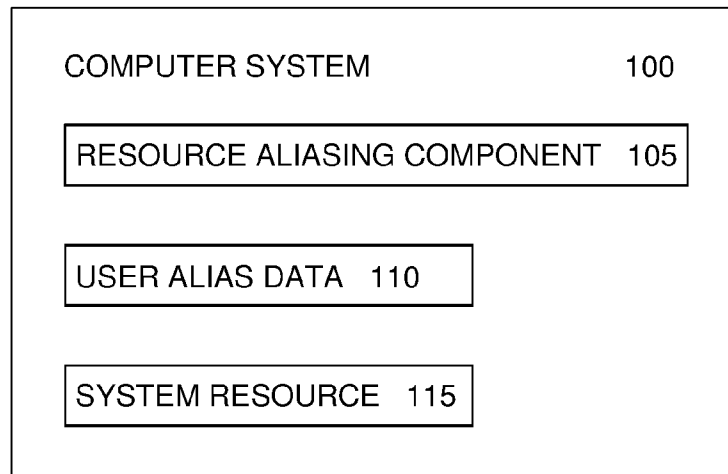 COMPUTER SYSTEM 100
RESOURCE ALIASING COMPONENT 105
USER ALIAS DATA 110
SYSTEM RESOURCE 115